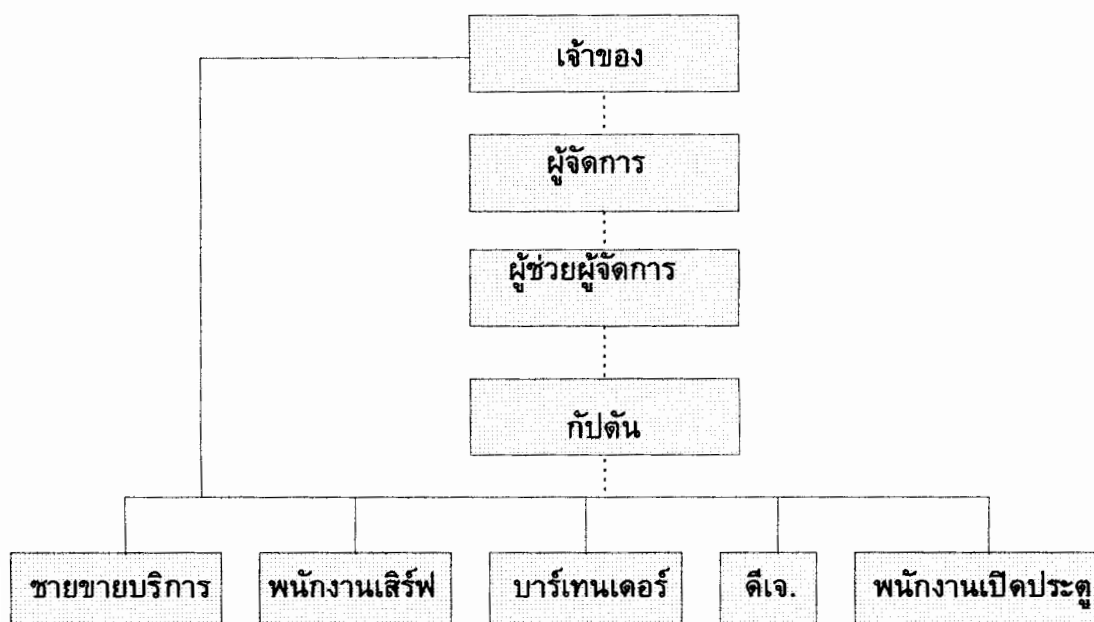 เจ้าของ
ผู้จัดการ
ผู้ช่วยผู้จัดการ
กัปตัน
ชายขายบริการ
พนักงานเสิร์ฟ
บาร์เทนเดอร์
ดีเจ.
พนักงานเปิดประตู